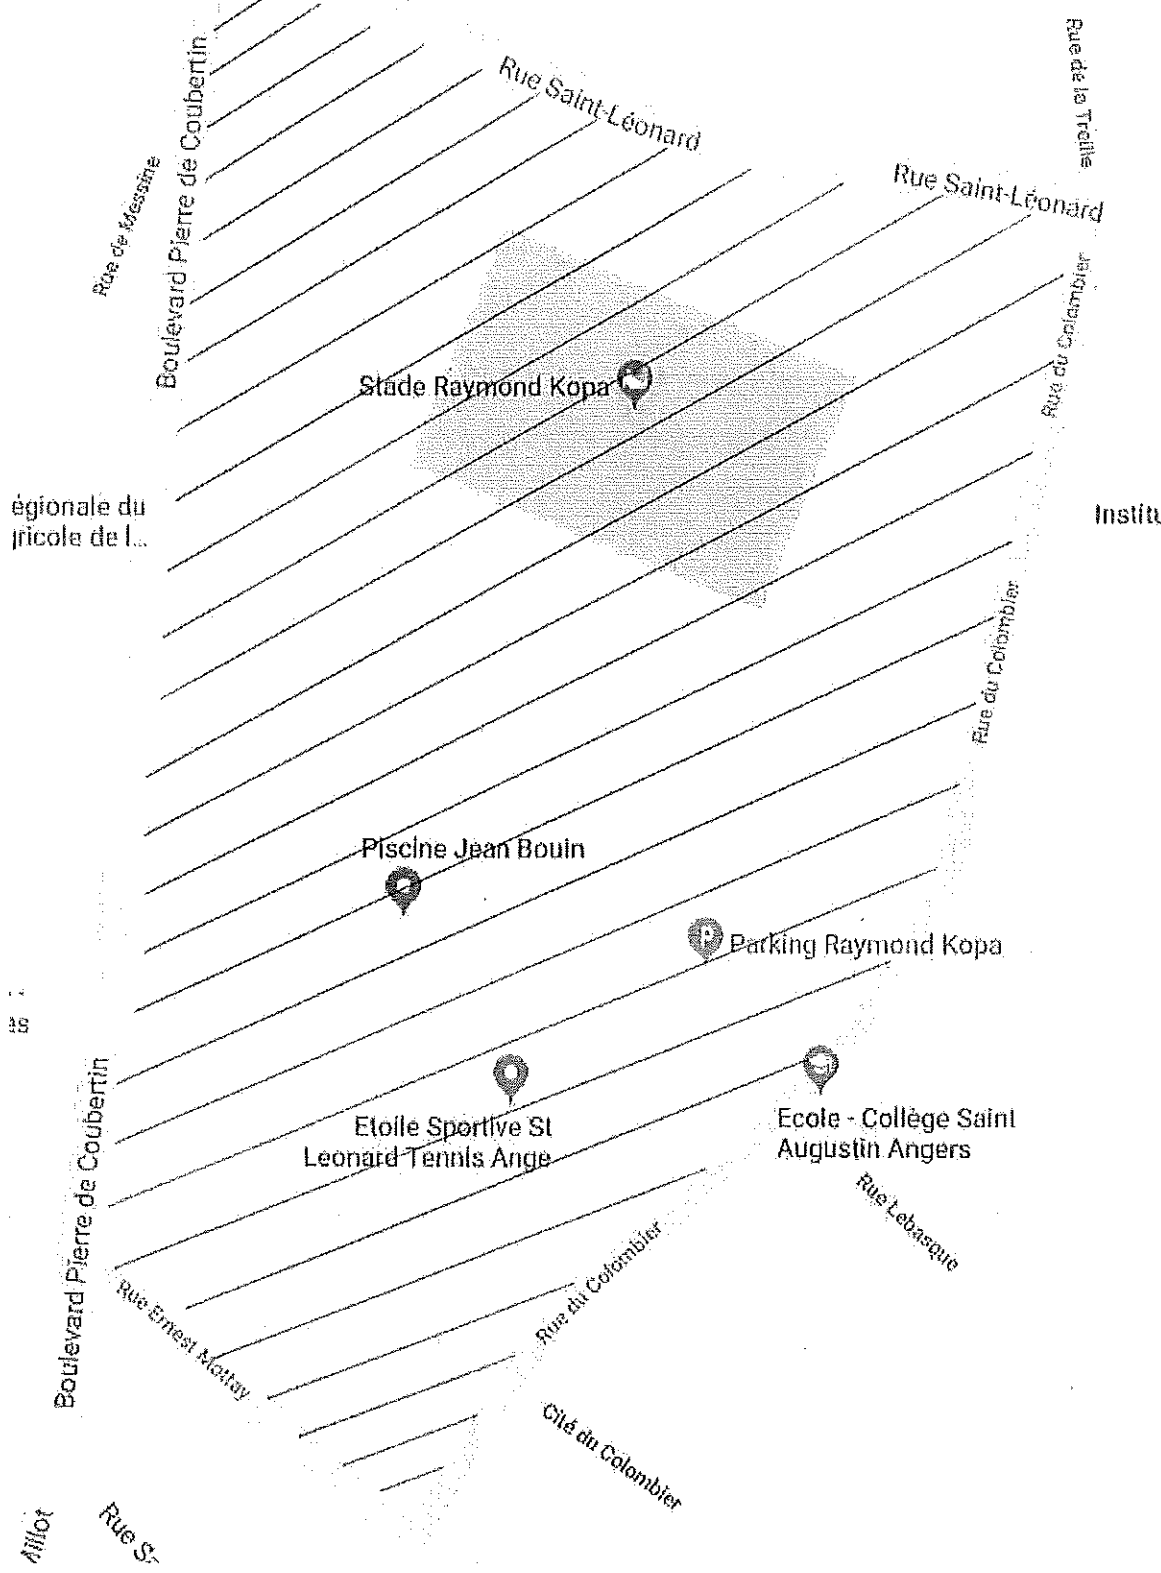 Rue de la Treille
Boulevard Pierre de Coubertin
Rue Saint-Léonard
Rue de Messine
Rue Saint-Léonard
Rue du Colombier
Stade Raymond Kopa
égionale du
ricole de l...
Institu
Rue du Colombier
Piscine Jean Bouin
P
Parking Raymond Kopa
as
Boulevard Pierre de Coubertin
Etoile Sportive St
Leonard Tennis Ange
Ecole - Collège Saint
Augustin Angers
Rue Lebasque
Rue du Colombier
Rue Ernest Mottay
Cité du Colombier
Millot
Rue S